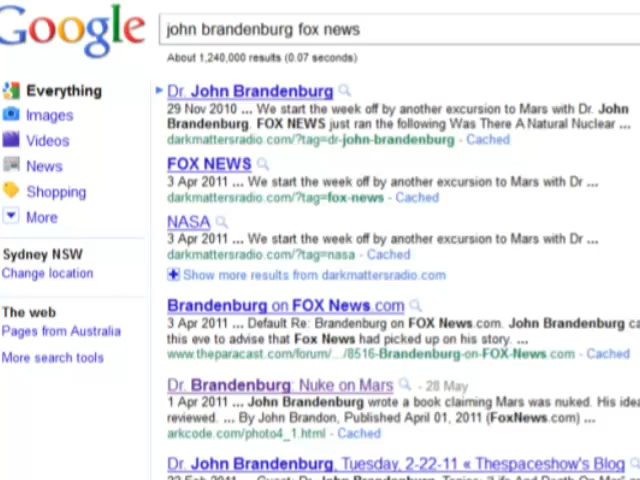 Google
john brandenburg fox news
About 1,240,000 results (0.07 seconds)
Everything
Images
Videos
News
Shopping
More
Sydney NSW
Change location
The web
Pages from Australia
More search tools
Dr. John Brandenburg
29 Nov 2010 ... We start the week off by another excursion to Mars with Dr. John
Brandenburg. FOX NEWS just ran the following Was There A Natural Nuclear ...
darkmattersradio.com/?tag=dr-john-brandenburg - Cached
FOX NEWS
3 Apr 2011 ... We start the week off by another excursion to Mars with Dr ...
darkmattersradio.com/?tag=fox-news - Cached
NASA
3 Apr 2011 ... We start the week off by another excursion to Mars with Dr ...
darkmattersradio.com/?tag=nasa - Cached
Show more results from darkmattersradio.com
Brandenburg on FOX News.com
3 Apr 2011 ... Default Re: Brandenburg on FOX News.com. John Brandenburg ca
this eve to advise that Fox News had picked up on his story. ...
www.theparacast.com/forum/.../8516-Brandenburg-on-FOX-News.com - Cached
Dr. Brandenburg: Nuke on Mars - 28 May
1 Apr 2011 ... John Brandenburg wrote a book claiming Mars was nuked. His idea
reviewed. ... By John Brandon, Published April 01, 2011 (FoxNews.com) ...
arkcode.com/photo4_1.html - Cached
Dr. John Brandenburg, Tuesday, 2-22-11 « Thespaceshow's Blog